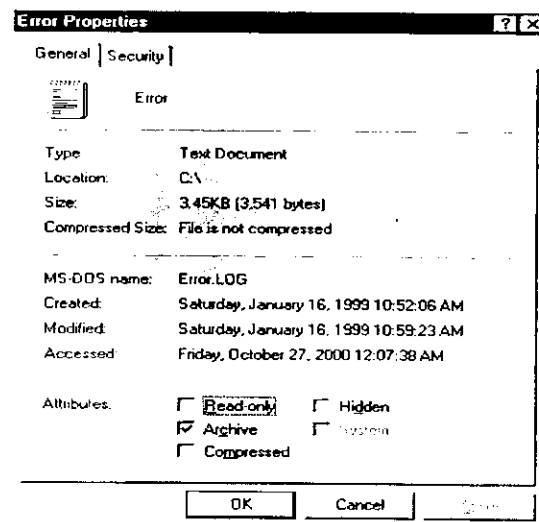 Error Properties
General Security
Error
Type Text Document
Location: C:\
Size: 3.45KB (3,541 bytes)
Compressed Size: File is not compressed
MS-DOS name: Error.LOG
Created: Saturday, January 16, 1999 10:52:06 AM
Modified: Saturday, January 16, 1999 10:59:23 AM
Accessed: Friday, October 27, 2000 12:07:38 AM
Attributes: Read-only Hidden
Archive System
Compressed
OK Cancel